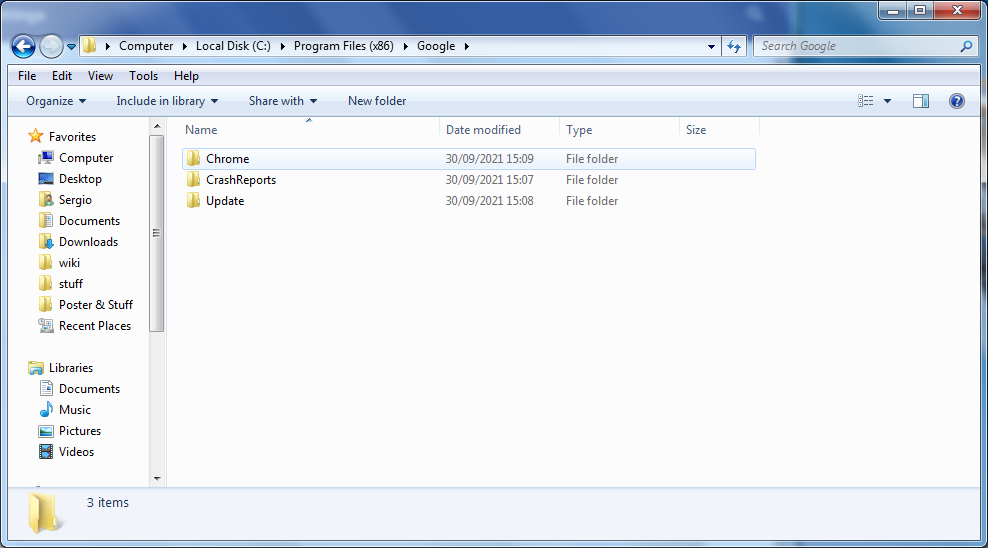 Computer Local Disk (C:) Program Files (x86) Google Search Google
File Edit View Tools Help
Organize Include in library Share with New folder
Name Date modified Type Size
Chrome 30/09/2021 15:09 File folder
CrashReports 30/09/2021 15:07 File folder
Update 30/09/2021 15:08 File folder
Favorites
Computer
Desktop
Sergio
Documents
Downloads
wiki
stuff
Poster & Stuff
Recent Places
Libraries
Documents
Music
Pictures
Videos
3 items